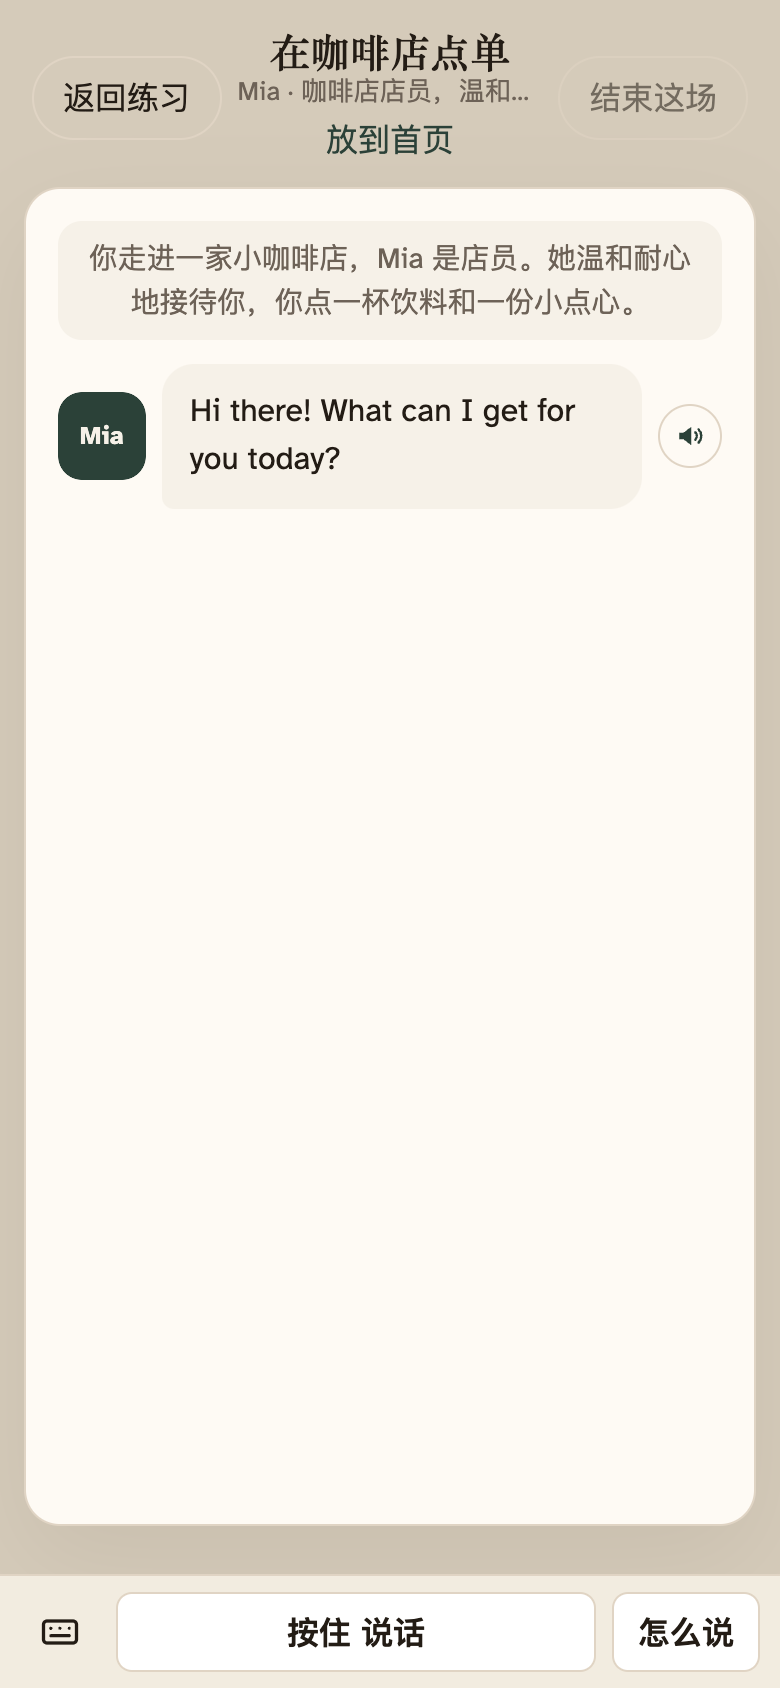 在咖啡店点单
返回练习
Mia · 咖啡店店员，温和...
结束这场
放到首页
你走进一家小咖啡店，Mia 是店员。她温和耐心
地接待你，你点一杯饮料和一份小点心。
Mia
Hi there! What can I get for
you today?
按住 说话
怎么说